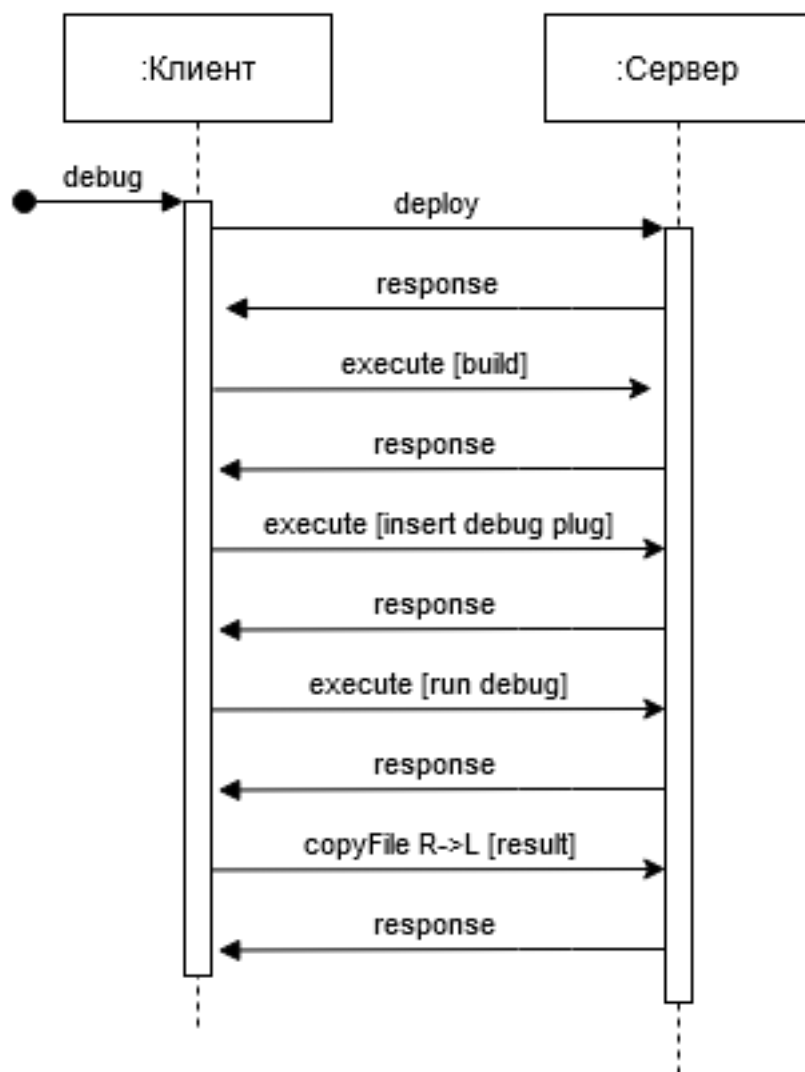 :Клиент
:Сервер
debug
deploy
response
execute [build]
response
execute [insert debug plug]
response
execute [run debug]
response
copyFile R->L [result]
response